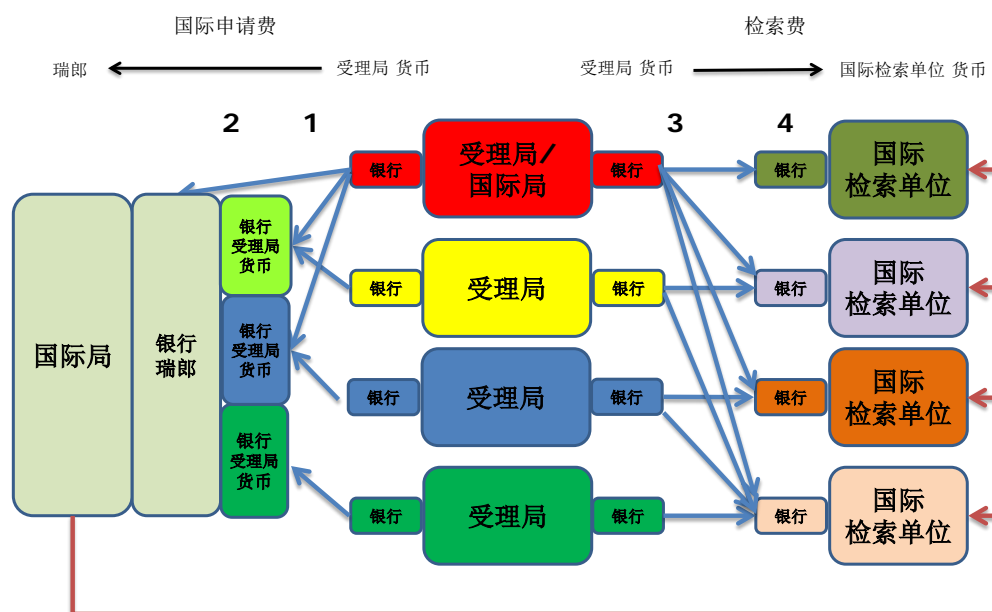 国际申请费
检索费
瑞郎
受理局 货币
受理局 货币
国际检索单位 货币
2
1
3
4
银行
受理局/
国际局
银行
银行
国际
检索单位
银行
受理局
货币
银行
受理局
银行
银行
国际
检索单位
国际局
银行
瑞郎
银行
受理局
货币
银行
受理局
银行
银行
国际
检索单位
银行
受理局
货币
银行
受理局
银行
银行
国际
检索单位